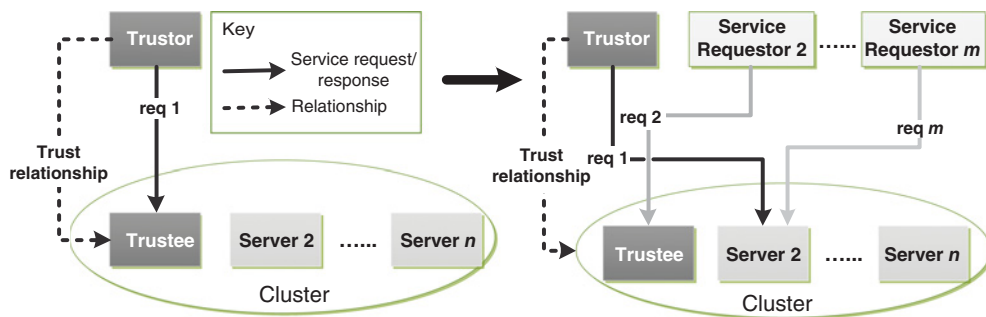 Trustor
Key
Service request/
response
Relationship
req 1
Trust
relationship
Trustee
Server 2
......
Server n
Cluster
Trustor
Service
Requestor 2
......
Service
Requestor m
req 2
req m
req 1
Trust
relationship
Trustee
Server 2
......
Server n
Cluster